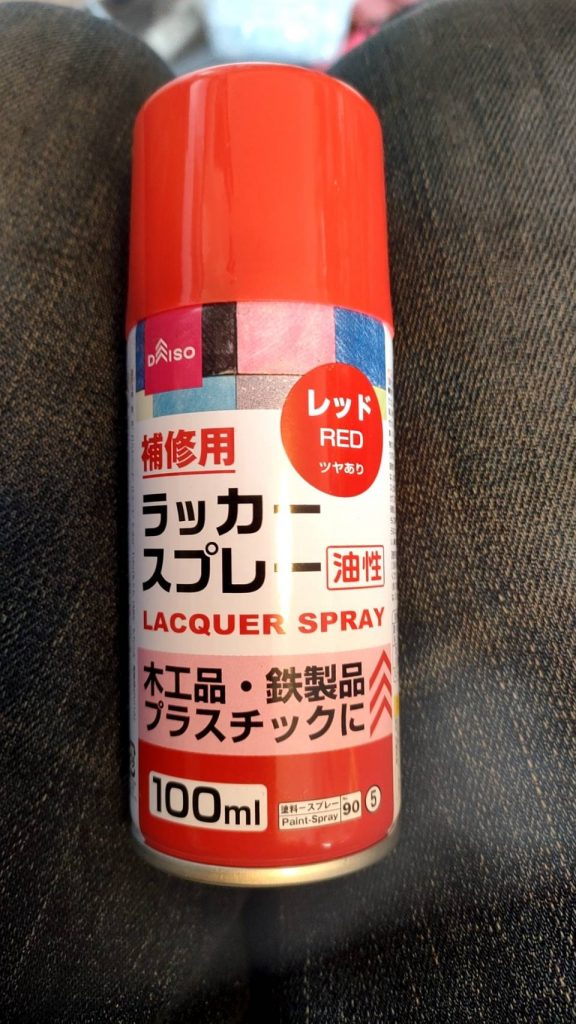 DAISO
レッド
RED
ツヤあり
補修用
ラッカー
スプレー 油性
LACQUER SPRAY
木工品・鉄製品
プラスチックに
100ml
塗料－スプレー
Paint-Spray
No 90
⑤